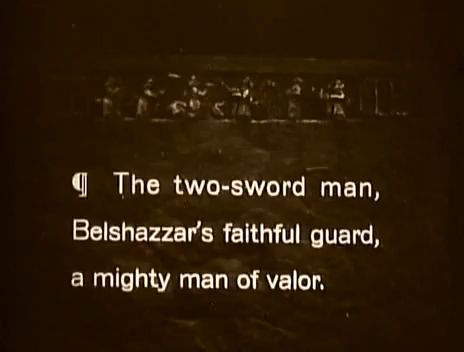 ¶ The two-sword man,
Belshazzar's faithful guard,
a mighty man of valor.